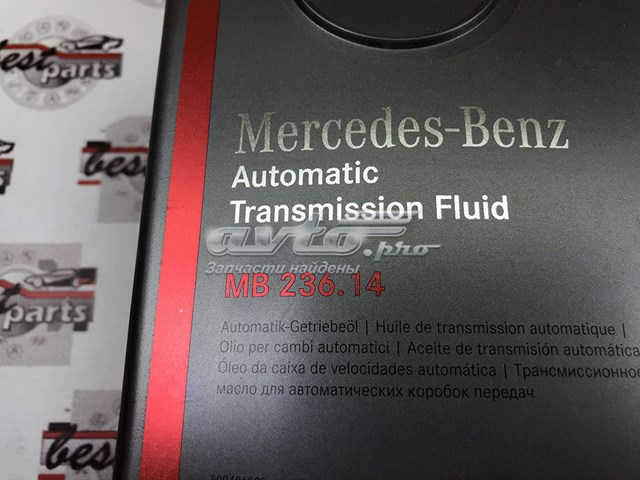 best
parts
best
parts
best
Mercedes-Benz
Automatic
Transmission Fluid
avto.pro
Запчасти найдены
MB 236.14
Automatik-Getriebeöl | Huile de transmission automatique |
Olio per cambi automatici | Aceite de transmisión automática
Óleo da caixa de velocidades automática | Трансмиссионное
масло для автоматических коробок передач